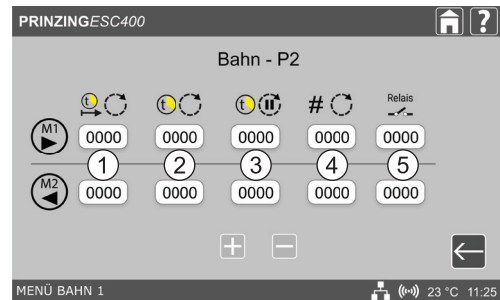 PRINZINGESC400
?
Bahn - P2
t t t # Relais
M1 0000 0000 0000 0000 0000
1 2 3 4 5
M2 0000 0000 0000 0000 0000
+ -
MENÜ BAHN 1 23 °C 11:25